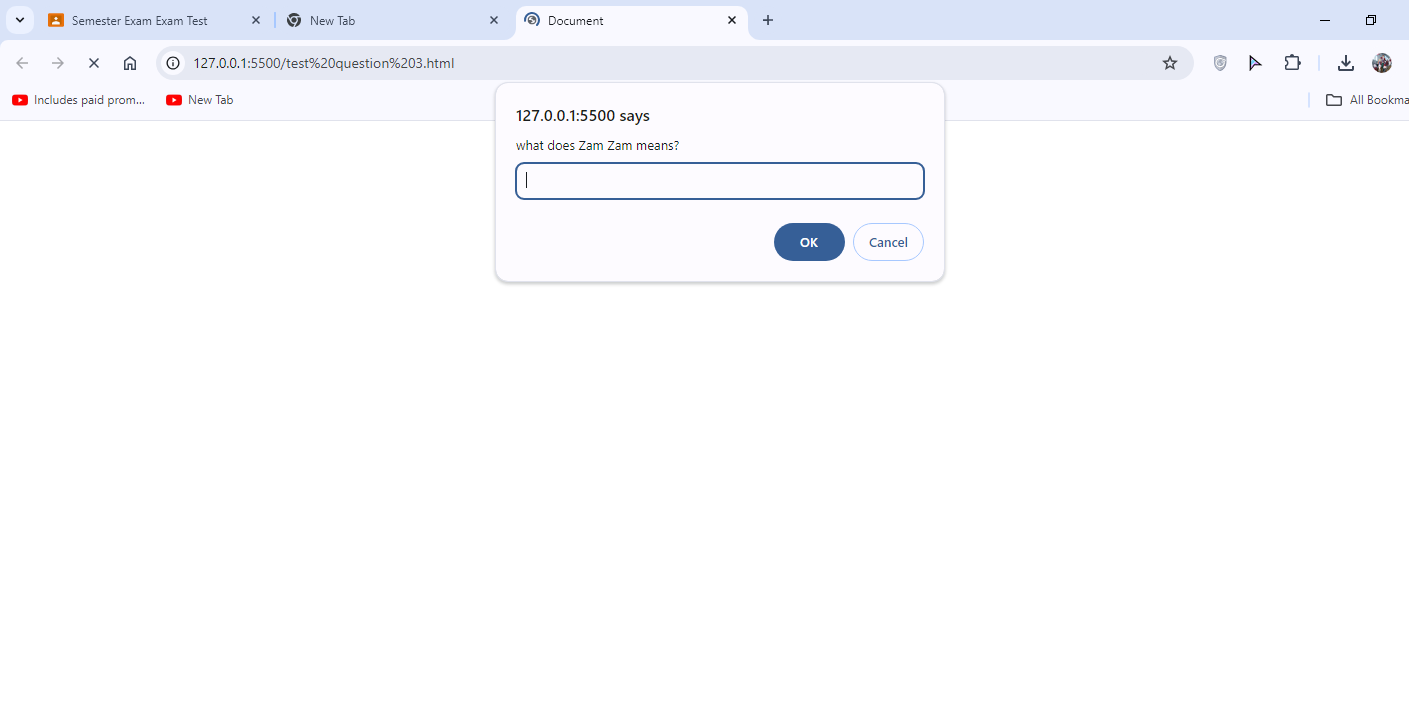 Semester Exam Exam Test
New Tab
Document
127.0.0.1:5500/test%20question%203.html
Includes paid prom...
New Tab
All Bookma
127.0.0.1:5500 says
what does Zam Zam means?
OK
Cancel